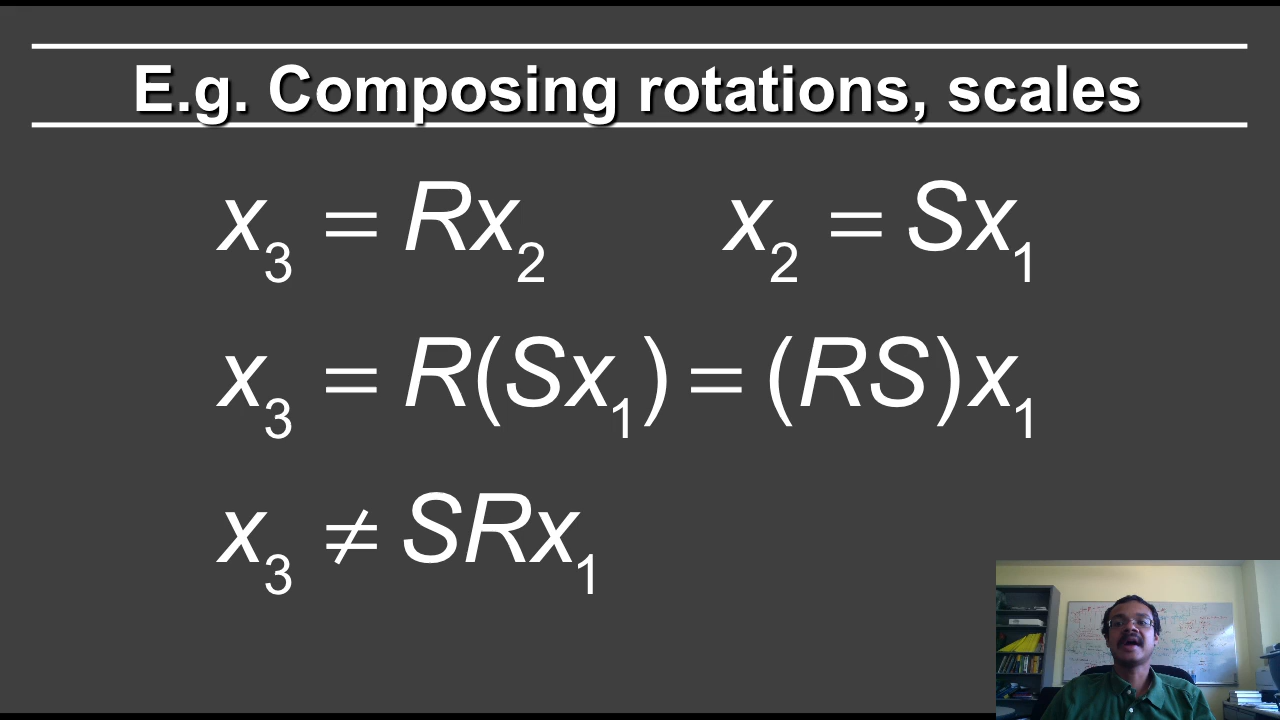 E.g. Composing rotations, scales
x₃ = Rx₂ x₂ = Sx₁
x₃ = R(Sx₁) = (RS)x₁
x₃ ≠ SRx₁